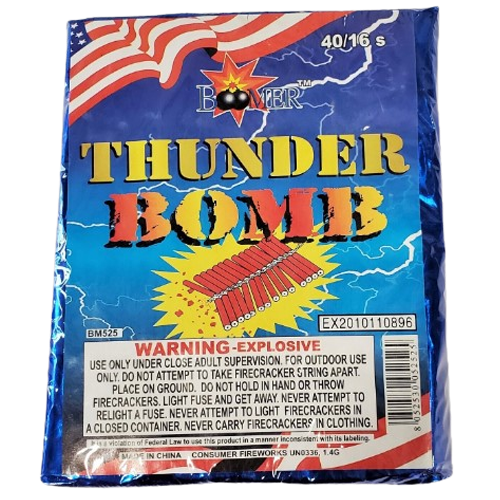 40/16 s
BOOMER™
THUNDER
BOMB
BM525
EX2010110896
WARNING-EXPLOSIVE
USE ONLY UNDER CLOSE ADULT SUPERVISION. FOR OUTDOOR USE
ONLY. DO NOT ATTEMPT TO TAKE FIRECRACKER STRING APART.
PLACE ON GROUND. DO NOT HOLD IN HAND OR THROW
FIRECRACKERS. LIGHT FUSE AND GET AWAY. NEVER ATTEMPT TO
RELIGHT A FUSE. NEVER ATTEMPT TO LIGHT FIRECRACKERS IN
A CLOSED CONTAINER. NEVER CARRY FIREFRACKERS IN CLOTHING.
It is a violation of Federal Law to use this product in a manner inconsistent with its labeling.
MADE IN CHINA CONSUMER FIREWORKS UN0336, 1.4G